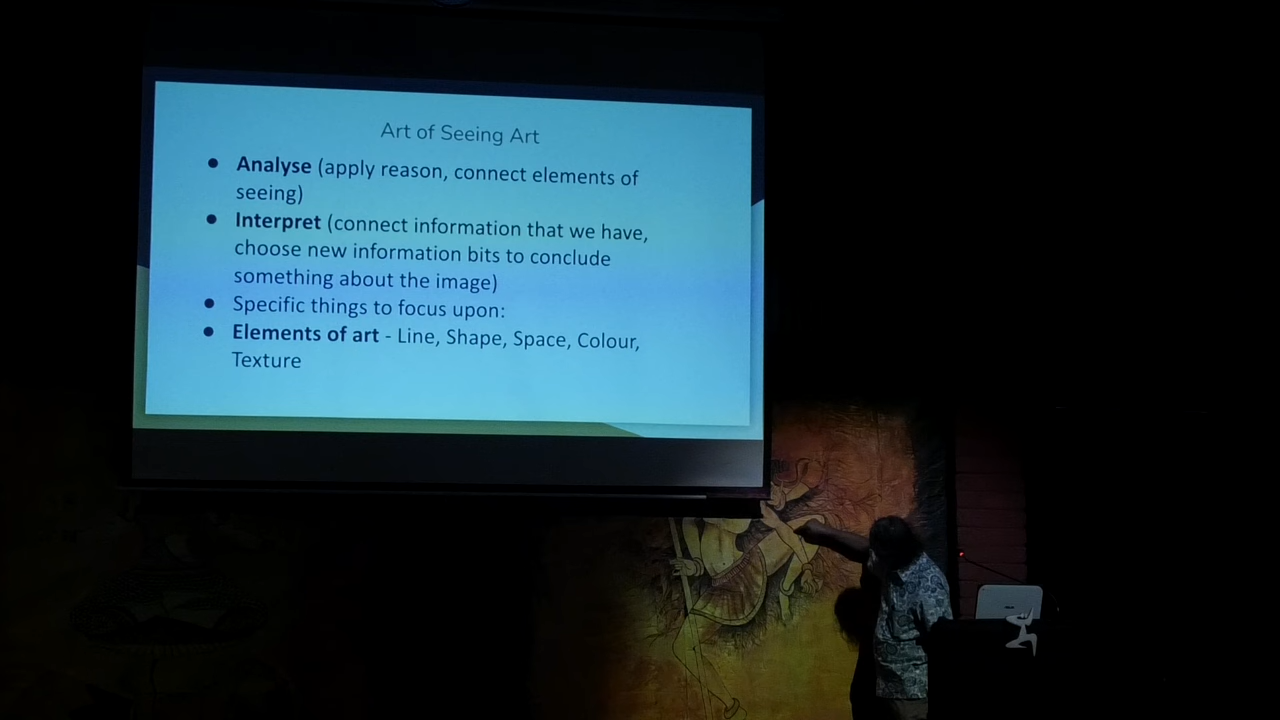 Art of Seeing Art
● Analyse (apply reason, connect elements of
seeing)
● Interpret (connect information that we have,
choose new information bits to conclude
something about the image)
● Specific things to focus upon:
● Elements of art - Line, Shape, Space, Colour,
Texture